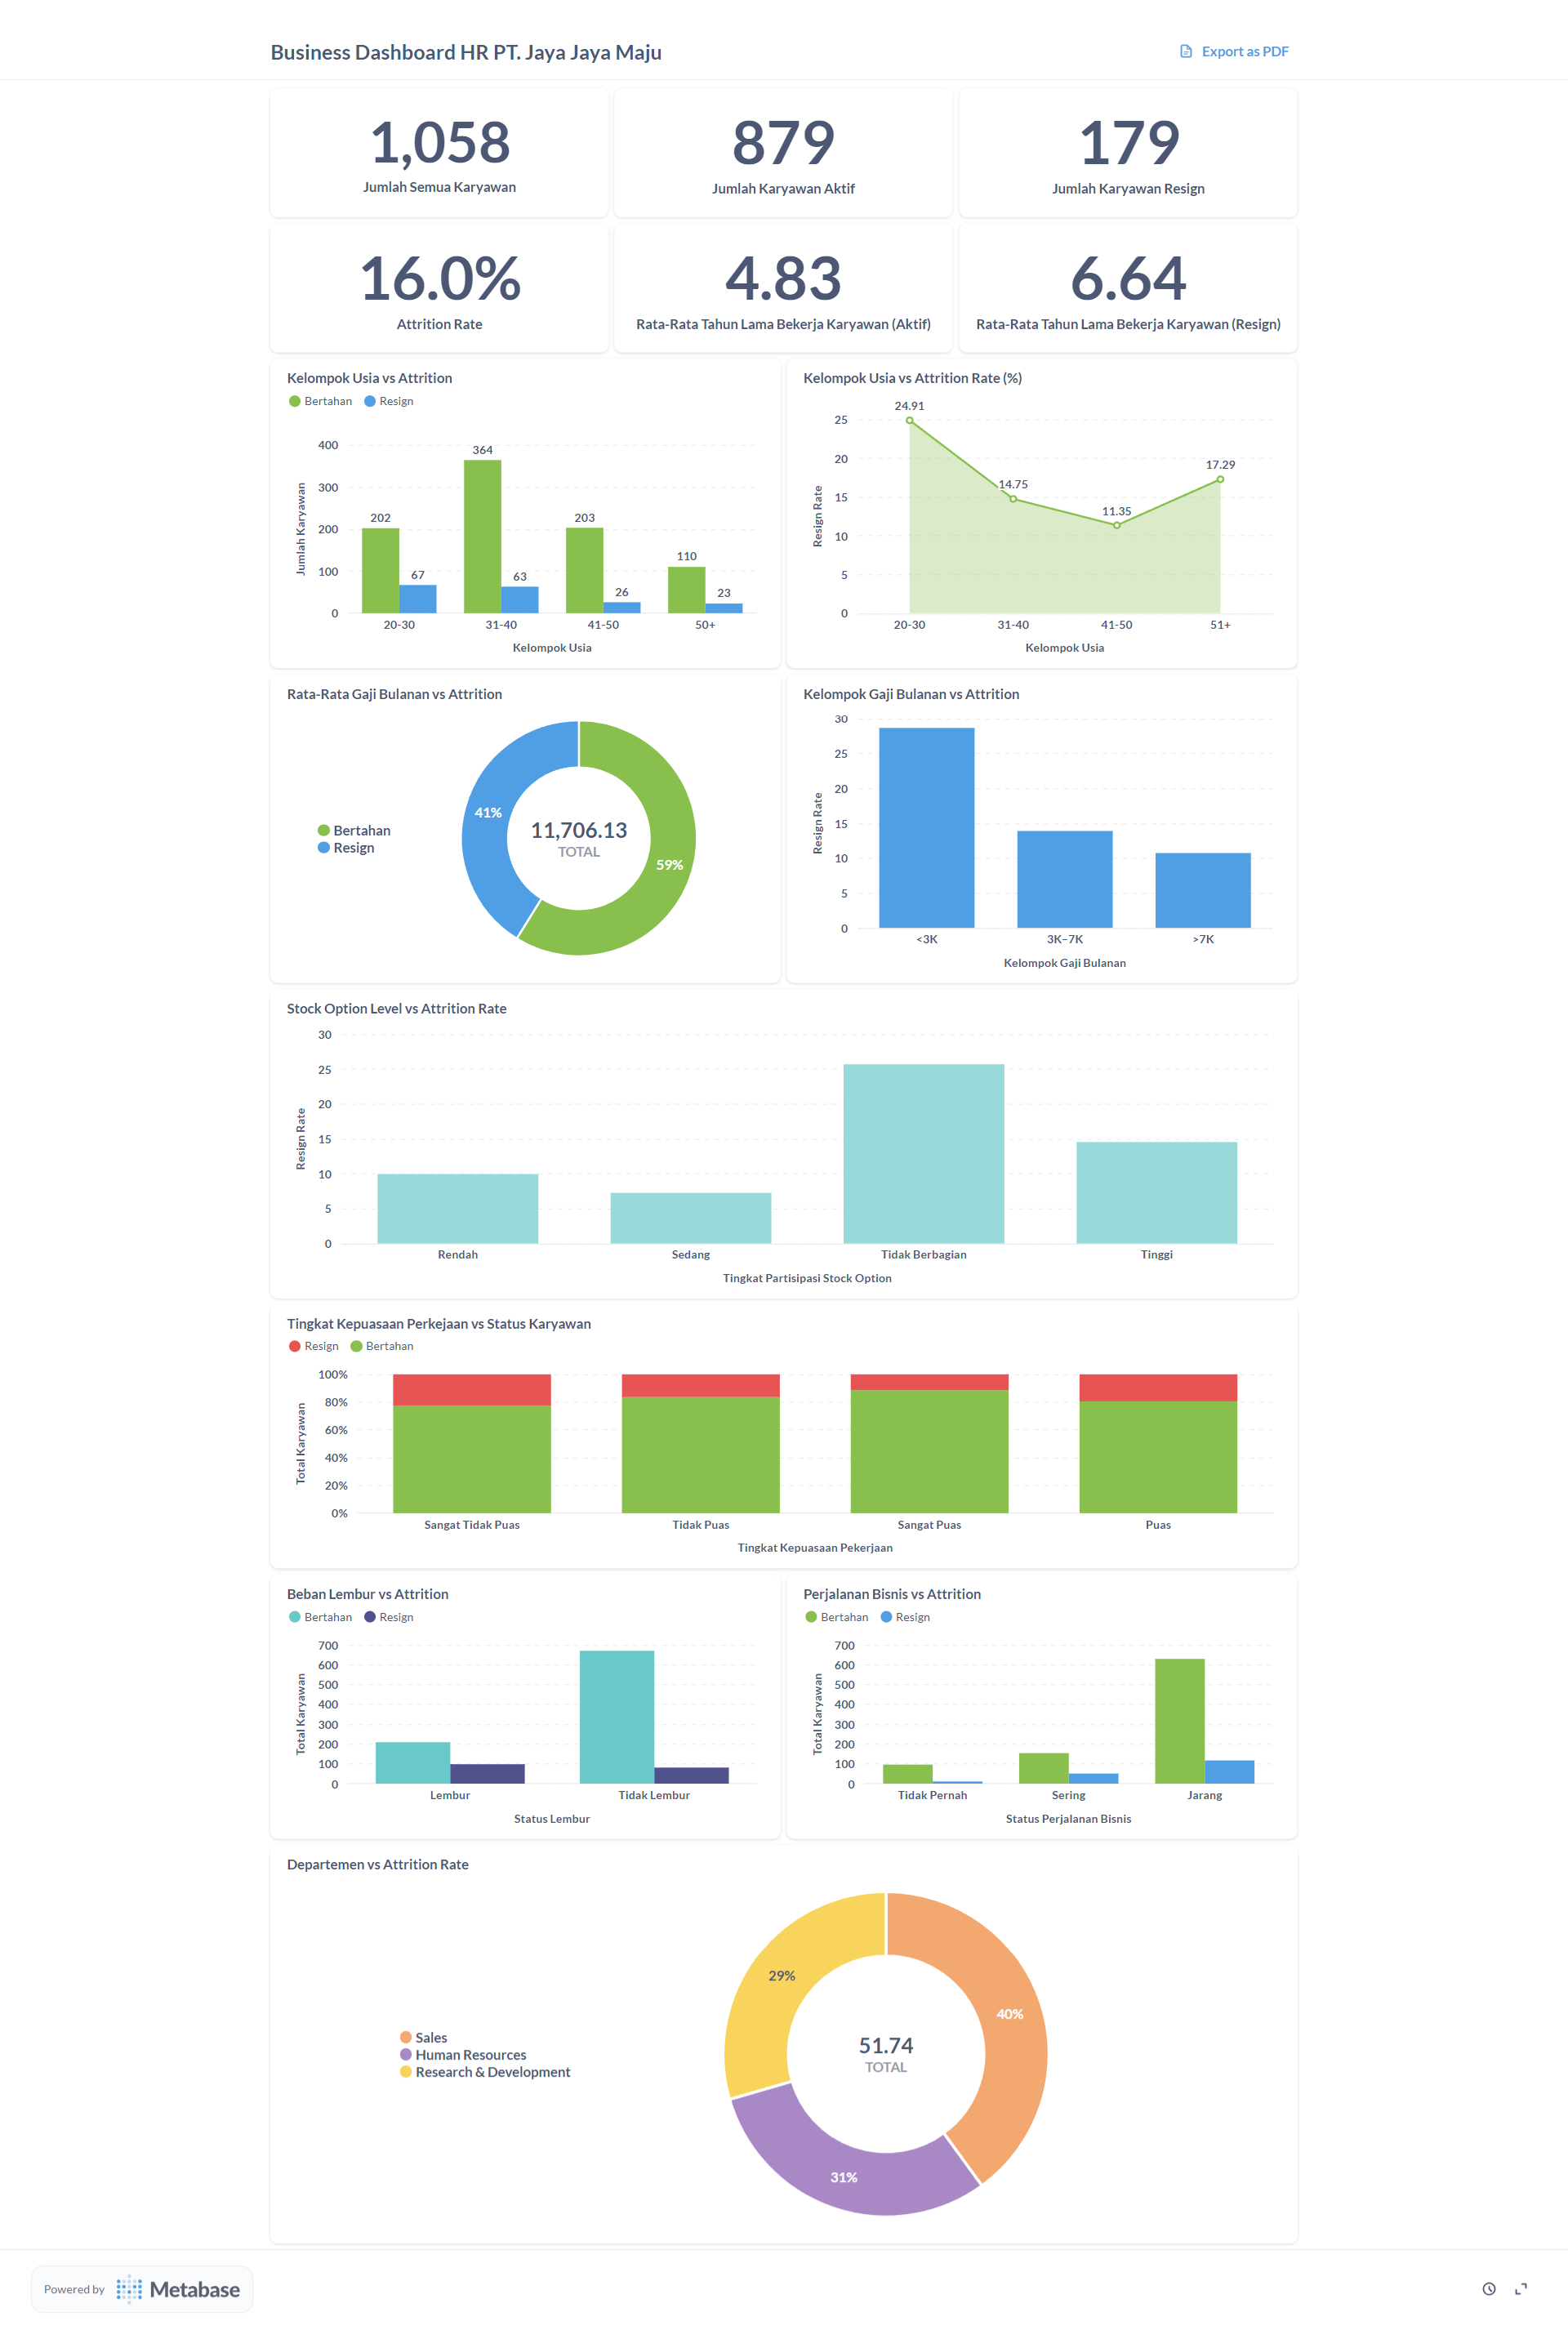 Business Dashboard HR PT. Jaya Jaya Maju
Export as PDF
1,058
Jumlah Semua Karyawan
879
Jumlah Karyawan Aktif
179
Jumlah Karyawan Resign
16.0%
Attrition Rate
4.83
Rata-Rata Tahun Lama Bekerja Karyawan (Aktif)
6.64
Rata-Rata Tahun Lama Bekerja Karyawan (Resign)
Kelompok Usia vs Attrition
Bertahan Resign
400
300
200
100
0
Jumlah Karyawan
202
67
364
63
203
26
110
23
20-30 31-40 41-50 50+
Kelompok Usia
Kelompok Usia vs Attrition Rate (%)
25
20
15
10
5
0
Resign Rate
24.91
14.75
11.35
17.29
20-30 31-40 41-50 51+
Kelompok Usia
Rata-Rata Gaji Bulanan vs Attrition
Bertahan
Resign
41%
59%
11,706.13
TOTAL
Kelompok Gaji Bulanan vs Attrition
30
25
20
15
10
5
0
Resign Rate
<3K 3K–7K >7K
Kelompok Gaji Bulanan
Stock Option Level vs Attrition Rate
30
25
20
15
10
5
0
Resign Rate
Rendah Sedang Tidak Berbagian Tinggi
Tingkat Partisipasi Stock Option
Tingkat Kepuasaan Perkejaan vs Status Karyawan
Resign Bertahan
100%
80%
60%
40%
20%
0%
Total Karyawan
Sangat Tidak Puas Tidak Puas Sangat Puas Puas
Tingkat Kepuasaan Pekerjaan
Beban Lembur vs Attrition
Bertahan Resign
700
600
500
400
300
200
100
0
Total Karyawan
Lembur Tidak Lembur
Status Lembur
Perjalanan Bisnis vs Attrition
Bertahan Resign
700
600
500
400
300
200
100
0
Total Karyawan
Tidak Pernah Sering Jarang
Status Perjalanan Bisnis
Departemen vs Attrition Rate
Sales
Human Resources
Research & Development
29%
40%
31%
51.74
TOTAL
Powered by Metabase